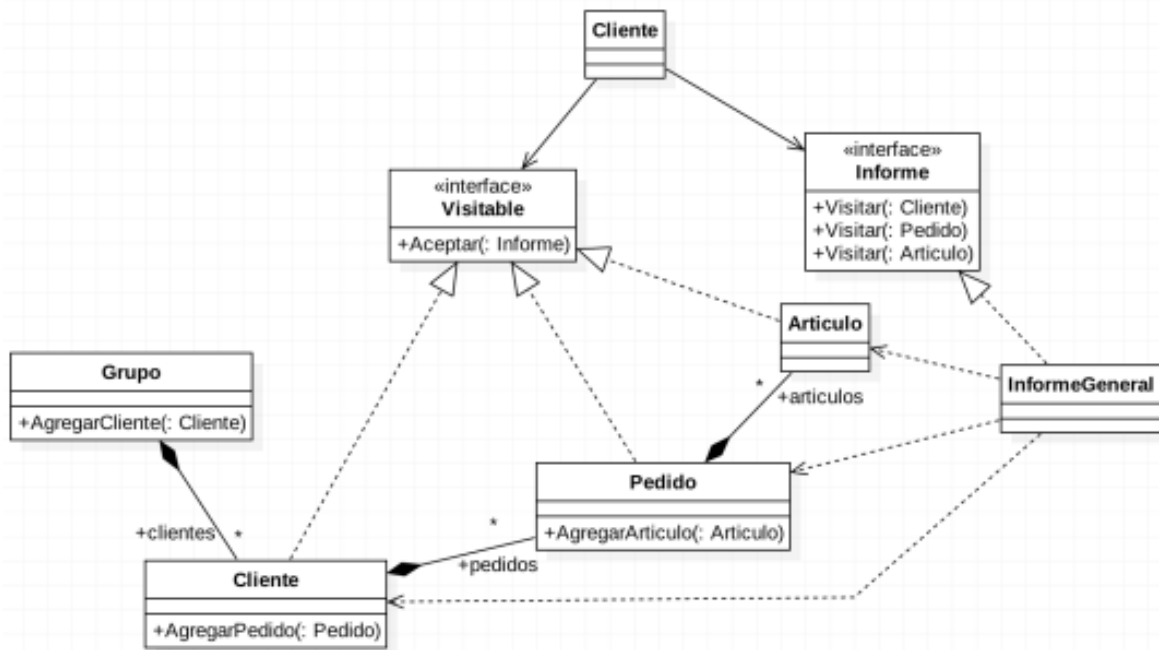 Cliente
«interface»
Informe
+Visitar(: Cliente)
+Visitar(: Pedido)
+Visitar(: Articulo)
«interface»
Visitable
+Aceptar(: Informe)
Articulo
*
+articulos
InformeGeneral
Grupo
+AgregarCliente(: Cliente)
+clientes
*
Pedido
+AgregarArticulo(: Articulo)
*
+pedidos
Cliente
+AgregarPedido(: Pedido)